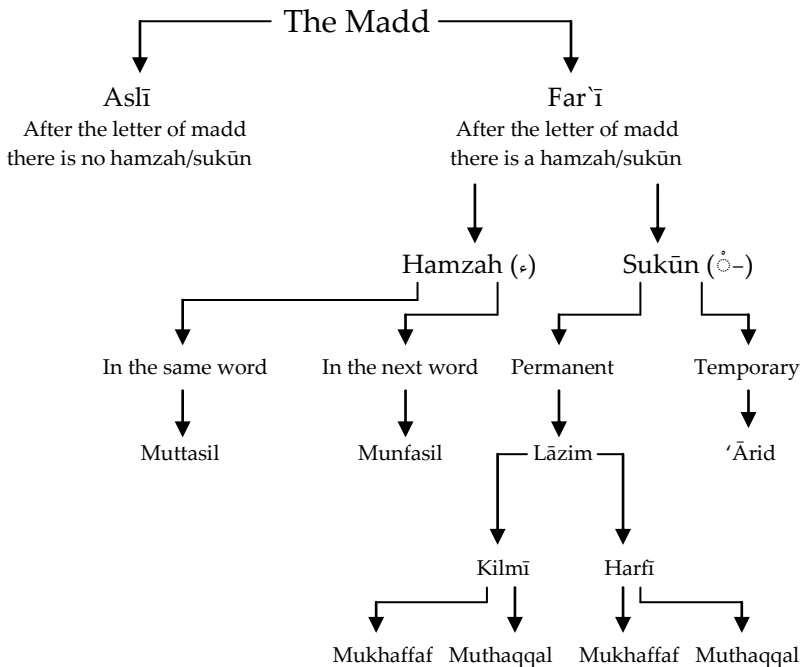 The Madd
Aslī
After the letter of madd
there is no hamzah/sukūn
Far`ī
After the letter of madd
there is a hamzah/sukūn
Hamzah (ء) Sukūn (ْ–)
In the same word In the next word Permanent Temporary
Muttasil Munfasil Lāzim ‘Ārid
Kilmī Harfī
Mukhaffaf Muthaqqal Mukhaffaf Muthaqqal